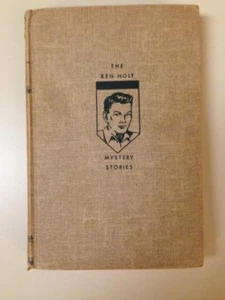 THE
KEN HOLT
MYSTERY
STORIES